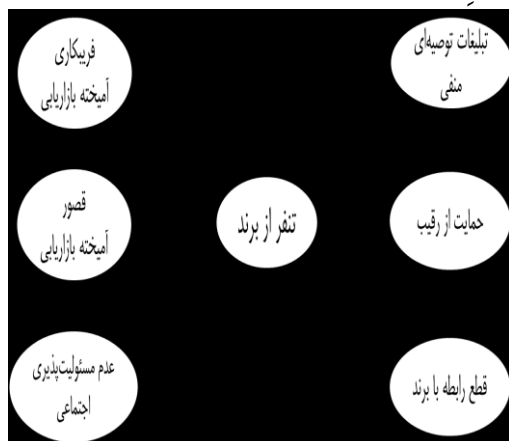 تبلیغات توصیه‌ای
منفی
فریبکاری
آمیخته بازاریابی
حمایت از رقیب
تنفر از برند
قصور
آمیخته بازاریابی
قطع رابطه با برند
عدم مسئولیت‌پذیری
اجتماعی